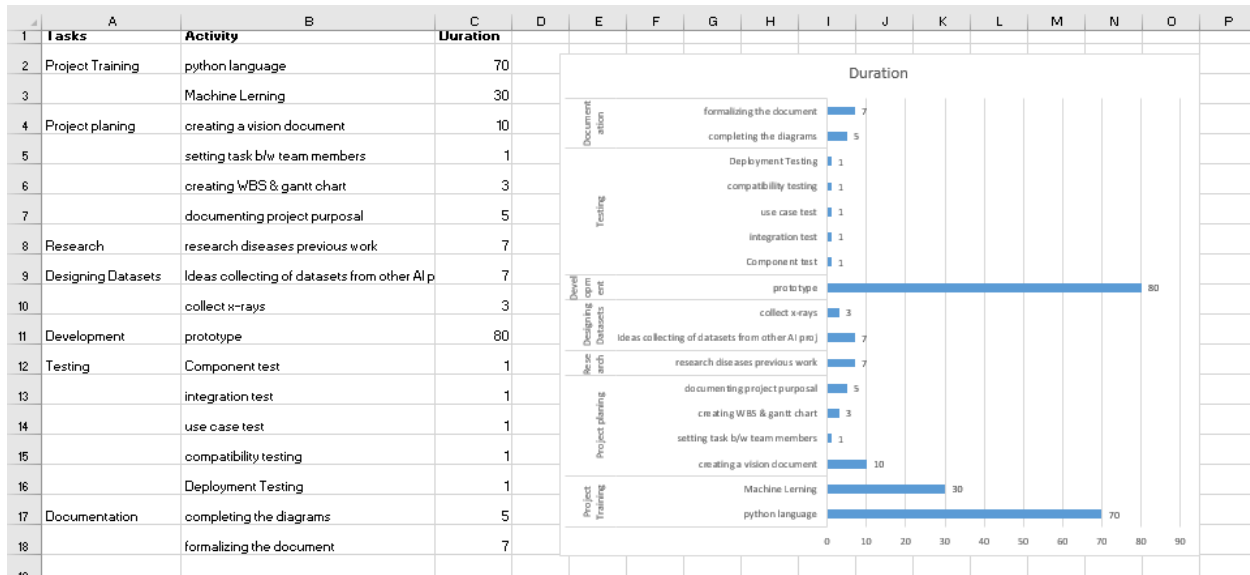 A B C D E F G H I J K L M N O P
1 Tasks Activity Duration
2 Project Training python language 70
3 Machine Lerning 30
4 Project planing creating a vision document 10
5 setting task b/w team members 1
6 creating WBS & gantt chart 3
7 documenting project purposal 5
8 Research research diseases previous work 7
9 Designing Datasets Ideas collecting of datasets from other AI p 7
10 collect x-rays 3
11 Development prototype 80
12 Testing Component test 1
13 integration test 1
14 use case test 1
15 compatibility testing 1
16 Deployment Testing 1
17 Documentation completing the diagrams 5
18 formalizing the document 7
Duration
Document
ation
formalizing the document 7
completing the diagrams 5
Testing
Deployment Testing 1
compatibility testing 1
use case test 1
integration test 1
Component test 1
Devel
opm
ent
prototype 80
Designing
Datasets
collect x-rays 3
Ideas collecting of datasets from other AI proj 7
Rese
arch
research diseases previous work 7
Project planing
documenting project purposal 5
creating WBS & gantt chart 3
setting task b/w team members 1
creating a vision document 10
Project
Training
Machine Lerning 30
python language 70
0 10 20 30 40 50 60 70 80 90